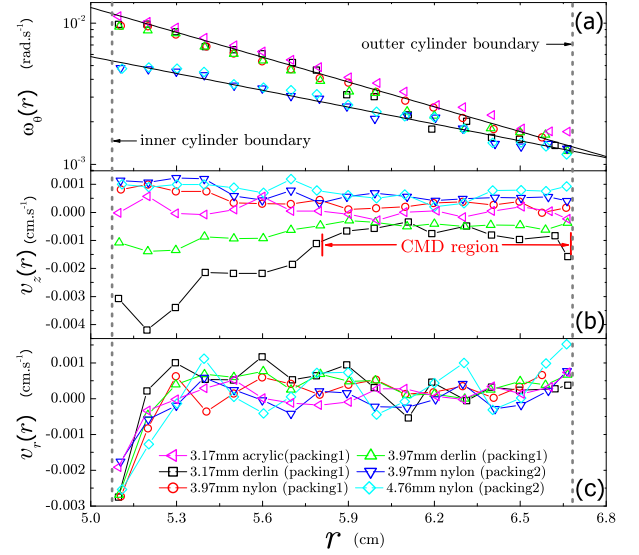 (a)
10⁻²
10⁻³
ω_θ(r) (rad.s⁻¹)
outter cylinder boundary
inner cylinder boundary
(b)
0.001
0.000
-0.001
-0.002
-0.003
-0.004
v_z(r) (cm.s⁻¹)
CMD region
(c)
0.001
0.000
-0.001
-0.002
-0.003
v_r(r) (cm.s⁻¹)
3.17mm acrylic(packing1)
3.97mm derlin (packing1)
3.17mm derlin (packing1)
3.97mm nylon (packing2)
3.97mm nylon (packing1)
4.76mm nylon (packing2)
5.0 5.3 5.6 5.9 6.2 6.5 6.8
r (cm)